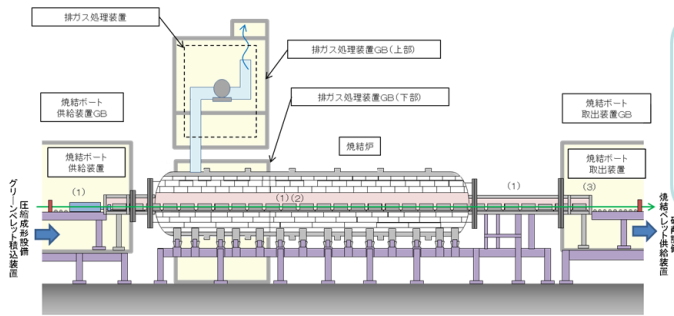 排ガス処理装置
排ガス処理装置GB(上部)
排ガス処理装置GB(下部)
焼結ボート
供給装置GB
焼結ボート
供給装置
焼結炉
焼結ボート
取出装置GB
焼結ボート
取出装置
(1)
(1)(2)
(1)
(3)
圧縮成形設備
グリーンペレット積込装置
焼結ペレット供給装置